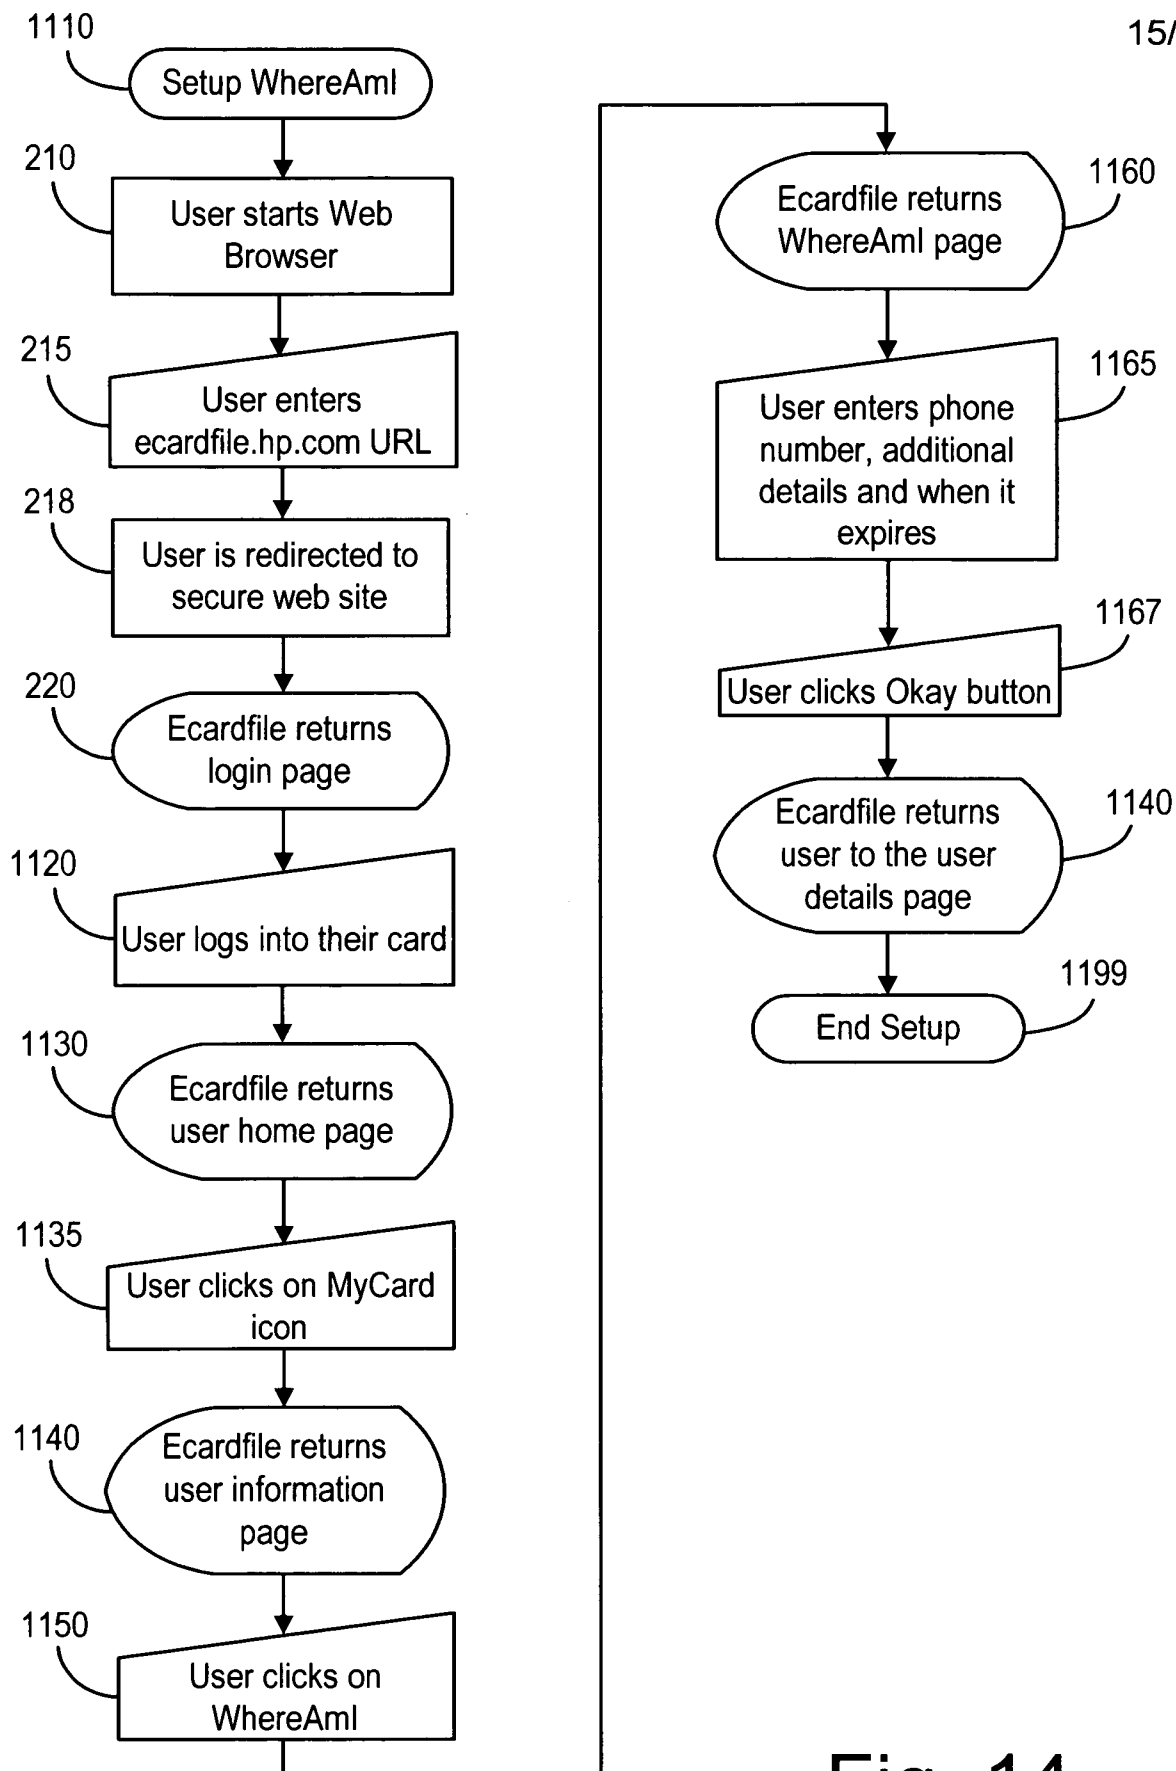 1110
Setup WhereAmI
210
User starts Web
Browser
215
User enters
ecardfile.hp.com URL
218
User is redirected to
secure web site
220
Ecardfile returns
login page
1120
User logs into their card
1130
Ecardfile returns
user home page
1135
User clicks on MyCard
icon
1140
Ecardfile returns
user information
page
1150
User clicks on
WhereAmI
15/
1160
Ecardfile returns
WhereAmI page
1165
User enters phone
number, additional
details and when it
expires
1167
User clicks Okay button
1140
Ecardfile returns
user to the user
details page
1199
End Setup
Fig. 14